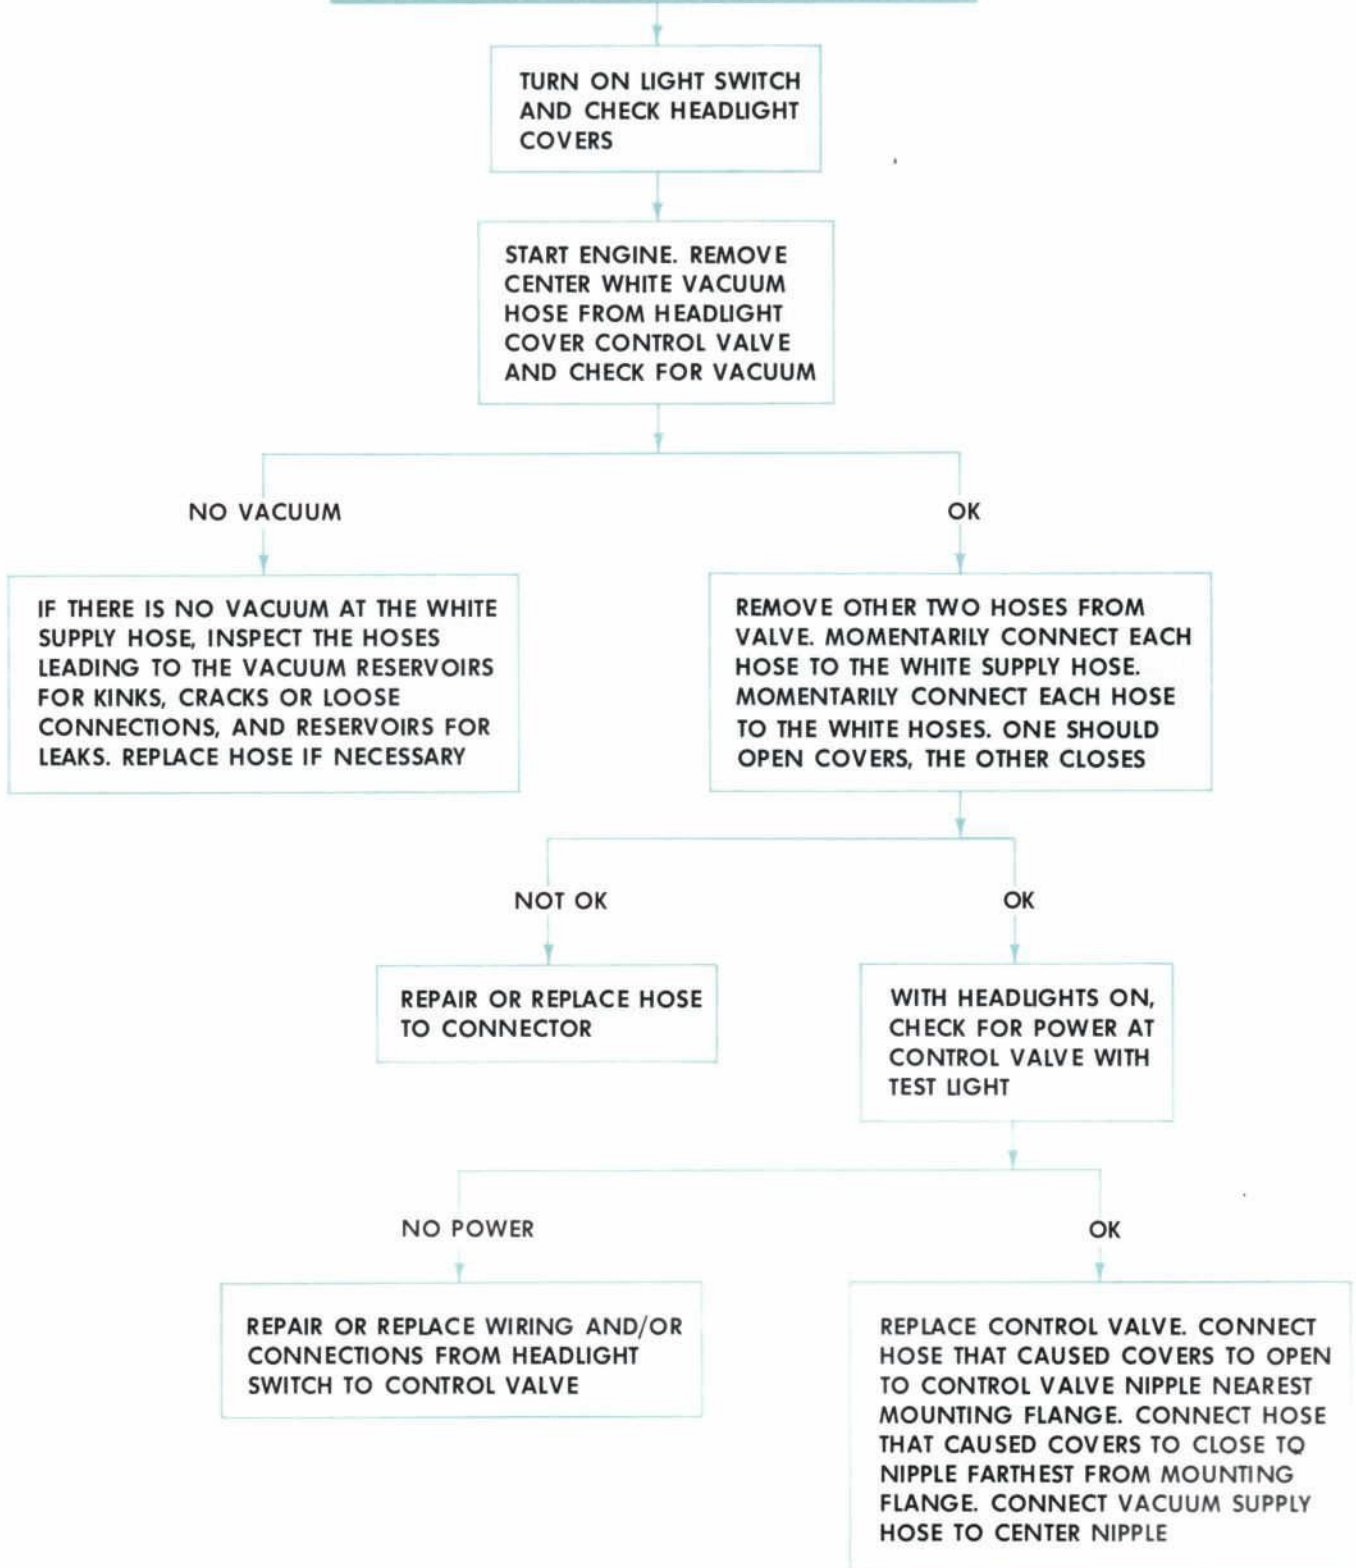 TURN ON LIGHT SWITCH
AND CHECK HEADLIGHT
COVERS
START ENGINE. REMOVE
CENTER WHITE VACUUM
HOSE FROM HEADLIGHT
COVER CONTROL VALVE
AND CHECK FOR VACUUM
NO VACUUM
OK
IF THERE IS NO VACUUM AT THE WHITE
SUPPLY HOSE, INSPECT THE HOSES
LEADING TO THE VACUUM RESERVOIRS
FOR KINKS, CRACKS OR LOOSE
CONNECTIONS, AND RESERVOIRS FOR
LEAKS. REPLACE HOSE IF NECESSARY
REMOVE OTHER TWO HOSES FROM
VALVE. MOMENTARILY CONNECT EACH
HOSE TO THE WHITE SUPPLY HOSE.
MOMENTARILY CONNECT EACH HOSE
TO THE WHITE HOSES. ONE SHOULD
OPEN COVERS, THE OTHER CLOSES
NOT OK
OK
REPAIR OR REPLACE HOSE
TO CONNECTOR
WITH HEADLIGHTS ON,
CHECK FOR POWER AT
CONTROL VALVE WITH
TEST LIGHT
NO POWER
OK
REPAIR OR REPLACE WIRING AND/OR
CONNECTIONS FROM HEADLIGHT
SWITCH TO CONTROL VALVE
REPLACE CONTROL VALVE. CONNECT
HOSE THAT CAUSED COVERS TO OPEN
TO CONTROL VALVE NIPPLE NEAREST
MOUNTING FLANGE. CONNECT HOSE
THAT CAUSED COVERS TO CLOSE TO
NIPPLE FARTHEST FROM MOUNTING
FLANGE. CONNECT VACUUM SUPPLY
HOSE TO CENTER NIPPLE